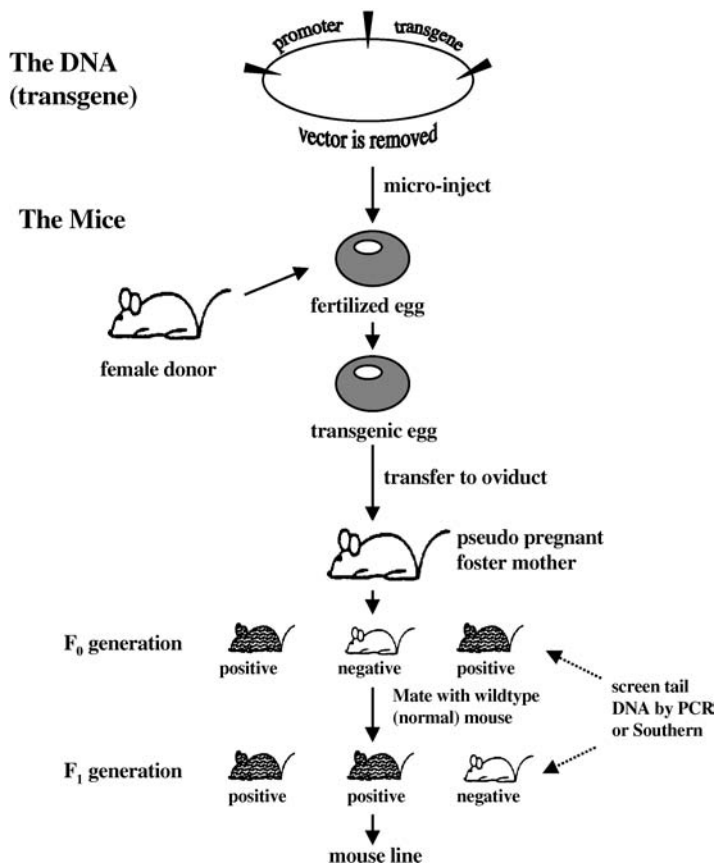 promoter transgene
The DNA
(transgene)
vector is removed
micro-inject
The Mice
fertilized egg
female donor
transgenic egg
transfer to oviduct
pseudo pregnant
foster mother
F₀ generation
positive negative positive
Mate with wildtype
(normal) mouse
screen tail
DNA by PCR
or Southern
F₁ generation
positive positive negative
mouse line